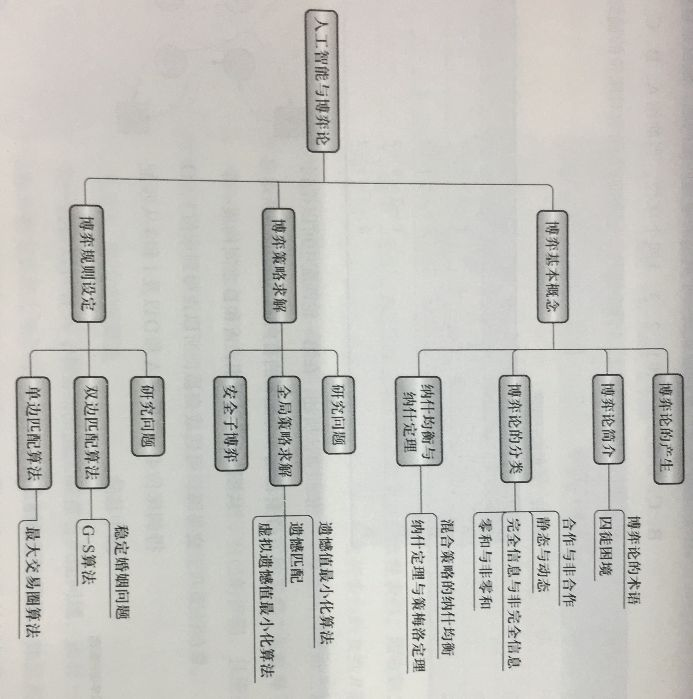 人工智能与博弈论
博弈基本概念
博弈论的产生
博弈论简介
博弈论的术语
囚徒困境
博弈论的分类
合作与非合作
静态与动态
完全信息与非完全信息
零和与非零和
纳什均衡与
纳什定理
混合策略的纳什均衡
纳什定理与策梅洛定理
博弈策略求解
研究问题
全局策略求解
遗憾值最小化算法
遗憾匹配
虚拟遗憾值最小化算法
安全子博弈
博弈规则设定
研究问题
双边匹配算法
稳定婚姻问题
G-S算法
单边匹配算法
最大交易圈算法